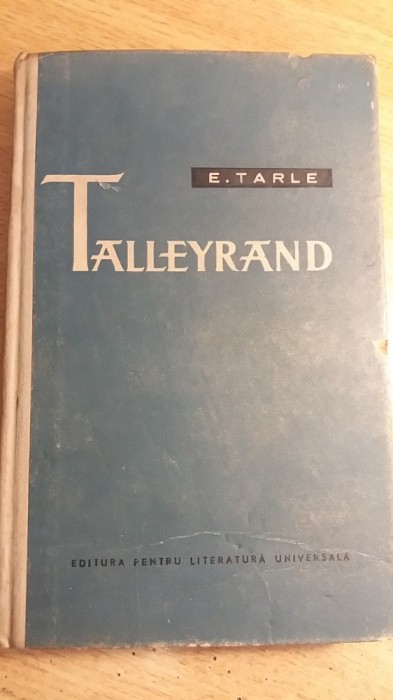 E. TARLE
TALLEYRAND
EDITURA PENTRU LITERATURĂ UNIVERSALĂ